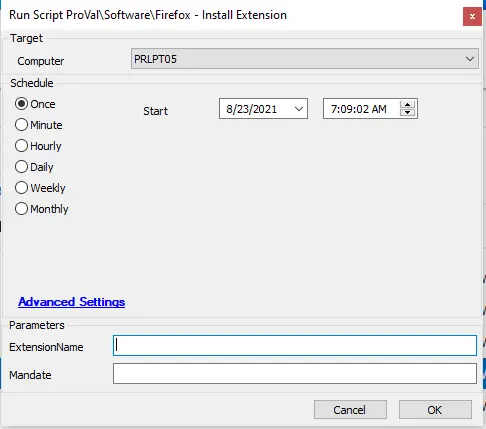 Run Script ProVal\Software\Firefox - Install Extension
x
Target
Computer
PRLPT05
Schedule
Once
Start
8/23/2021
7:09:02 AM
Minute
Hourly
Daily
Weekly
Monthly
Advanced Settings
Parameters
ExtensionName
Mandate
Cancel
OK